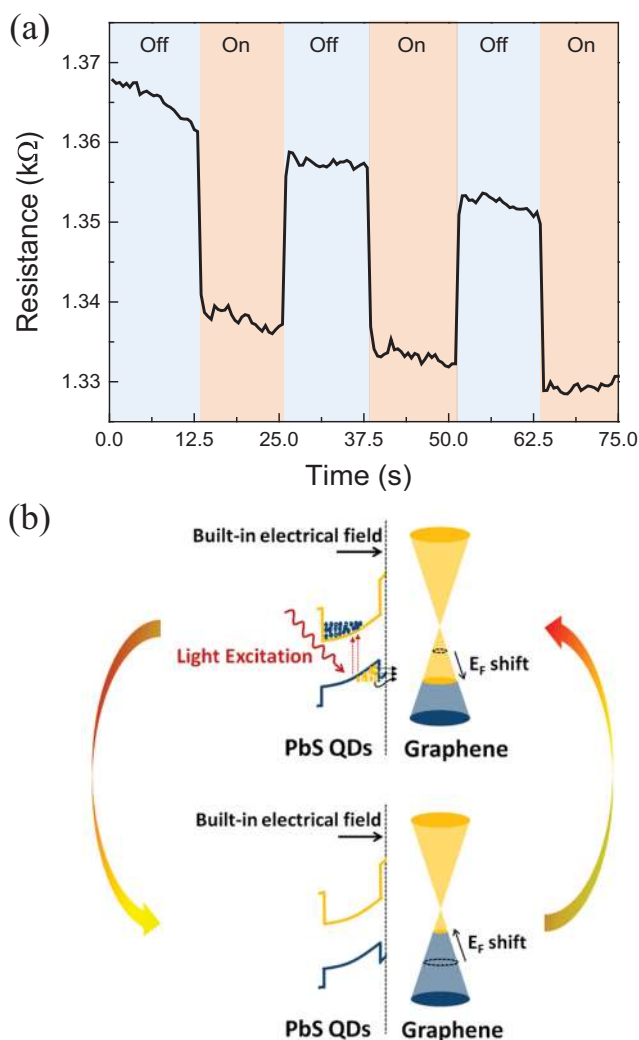 (a)
Off On Off On Off On
1.37
1.36
1.35
1.34
1.33
Resistance (kΩ)
0.0 12.5 25.0 37.5 50.0 62.5 75.0
Time (s)
(b)
Built-in electrical field
Light Excitation
E_F shift
PbS QDs Graphene
Built-in electrical field
E_F shift
PbS QDs Graphene